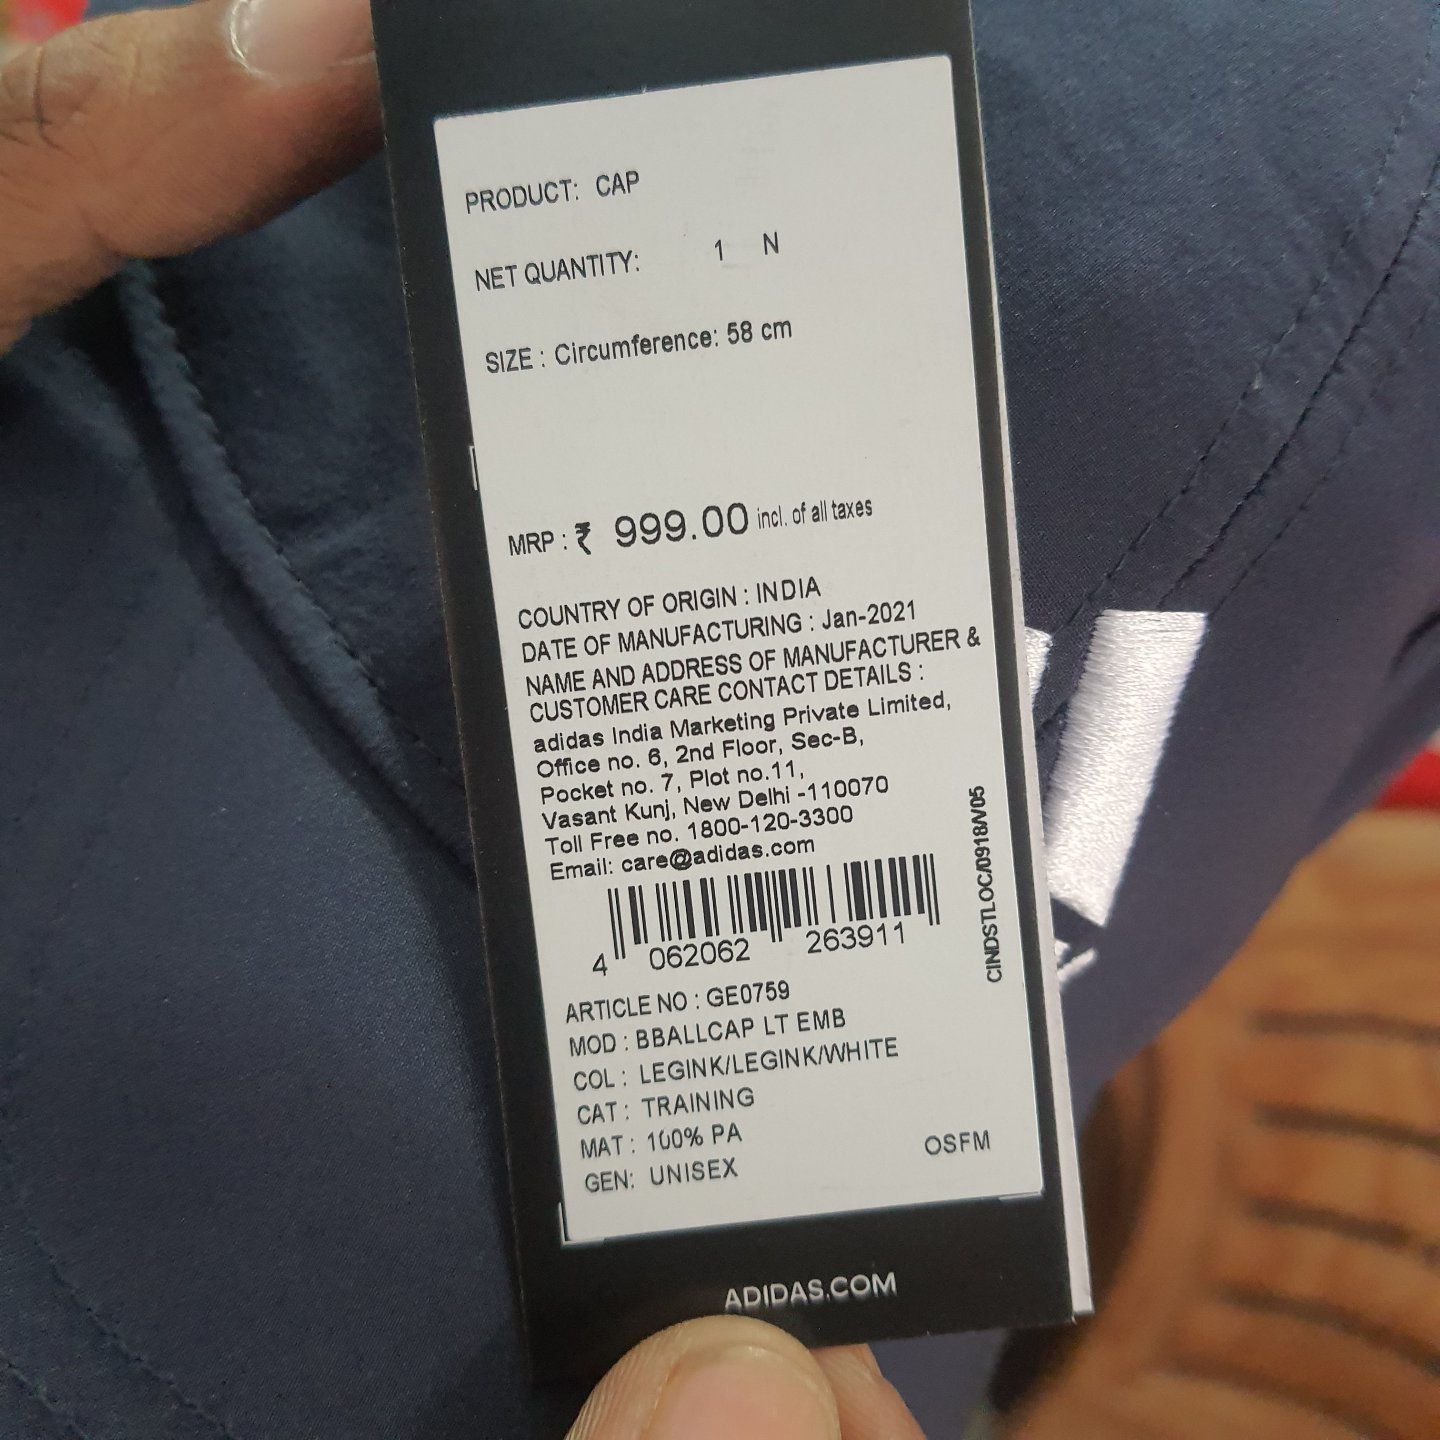 PRODUCT: CAP
NET QUANTITY: 1 N
SIZE : Circumference: 58 cm
MRP : ₹ 999.00 incl. of all taxes
COUNTRY OF ORIGIN : INDIA
DATE OF MANUFACTURING : Jan-2021
NAME AND ADDRESS OF MANUFACTURER &
CUSTOMER CARE CONTACT DETAILS :
adidas India Marketing Private Limited,
Office no. 6, 2nd Floor, Sec-B,
Pocket no. 7, Plot no.11,
Vasant Kunj, New Delhi -110070
Toll Free no. 1800-120-3300
Email: care@adidas.com
4 062062 263911
CINDSTLOC/0918/V05
ARTICLE NO : GE0759
MOD : BBALLCAP LT EMB
COL : LEGINK/LEGINK/WHITE
CAT : TRAINING
MAT : 100% PA
GEN: UNISEX
OSFM
ADIDAS.COM